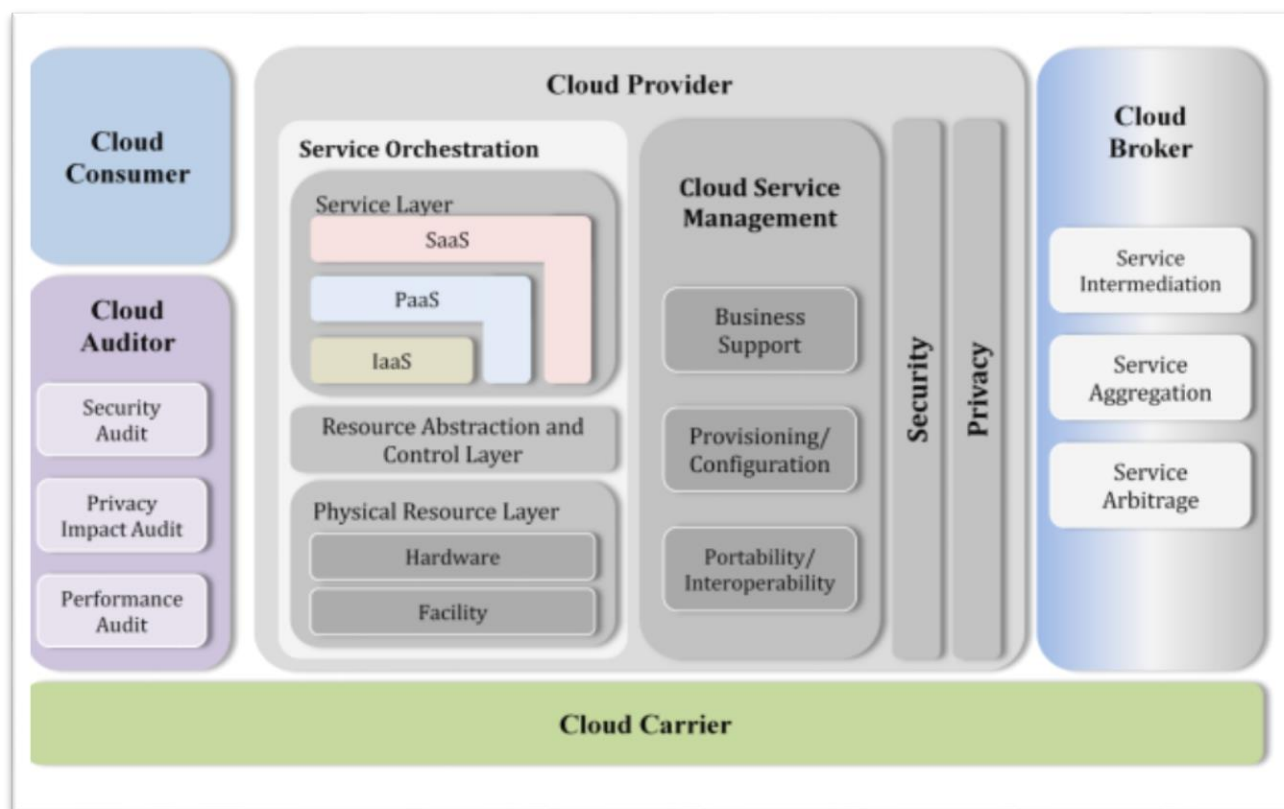 Cloud
Consumer
Cloud
Auditor
Security
Audit
Privacy
Impact Audit
Performance
Audit
Cloud Provider
Service Orchestration
Service Layer
SaaS
PaaS
IaaS
Resource Abstraction and
Control Layer
Physical Resource Layer
Hardware
Facility
Cloud Service
Management
Business
Support
Provisioning/
Configuration
Portability/
Interoperability
Security
Privacy
Cloud
Broker
Service
Intermediation
Service
Aggregation
Service
Arbitrage
Cloud Carrier